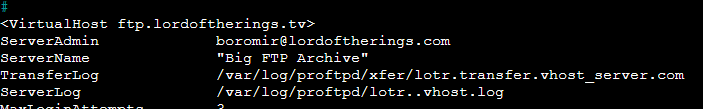 #
<VirtualHost ftp.lordoftherings.tv>
ServerAdmin boromir@lordoftherings.com
ServerName "Big FTP Archive"
TransferLog /var/log/proftpd/xfer/lotr.transfer.vhost_server.com
ServerLog /var/log/proftpd/lotr..vhost.log
MaxLoginAttempts 3